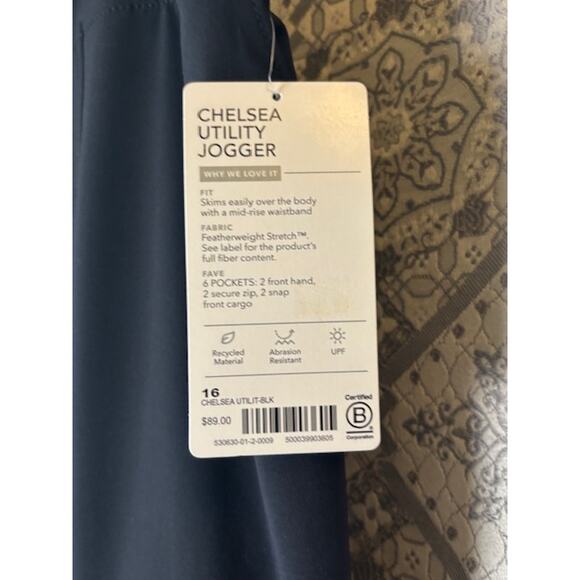 CHELSEA
UTILITY
JOGGER
WHY WE LOVE IT
FIT
Skims easily over the body
with a mid-rise waistband
FABRIC
Featherweight Stretch™.
See label for the product's
full fiber content.
FAVE
6 POCKETS: 2 front hand,
2 secure zip, 2 snap
front cargo
Recycled
Material
Abrasion
Resistant
UPF
16
CHELSEA UTILIT-BLK
$89.00
530630-01-2-0009 500039903605
Certified
B
Corporation